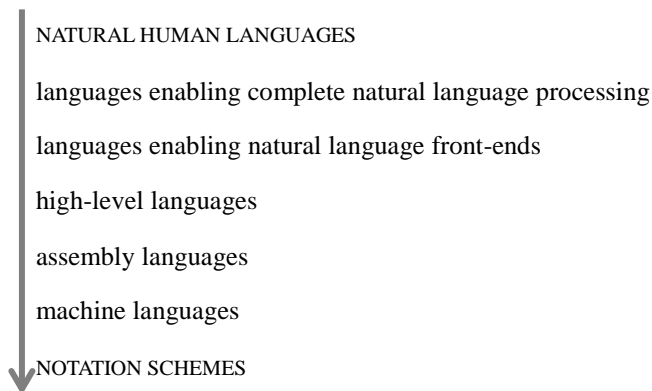 NATURAL HUMAN LANGUAGES
languages enabling complete natural language processing
languages enabling natural language front-ends
high-level languages
assembly languages
machine languages
NOTATION SCHEMES